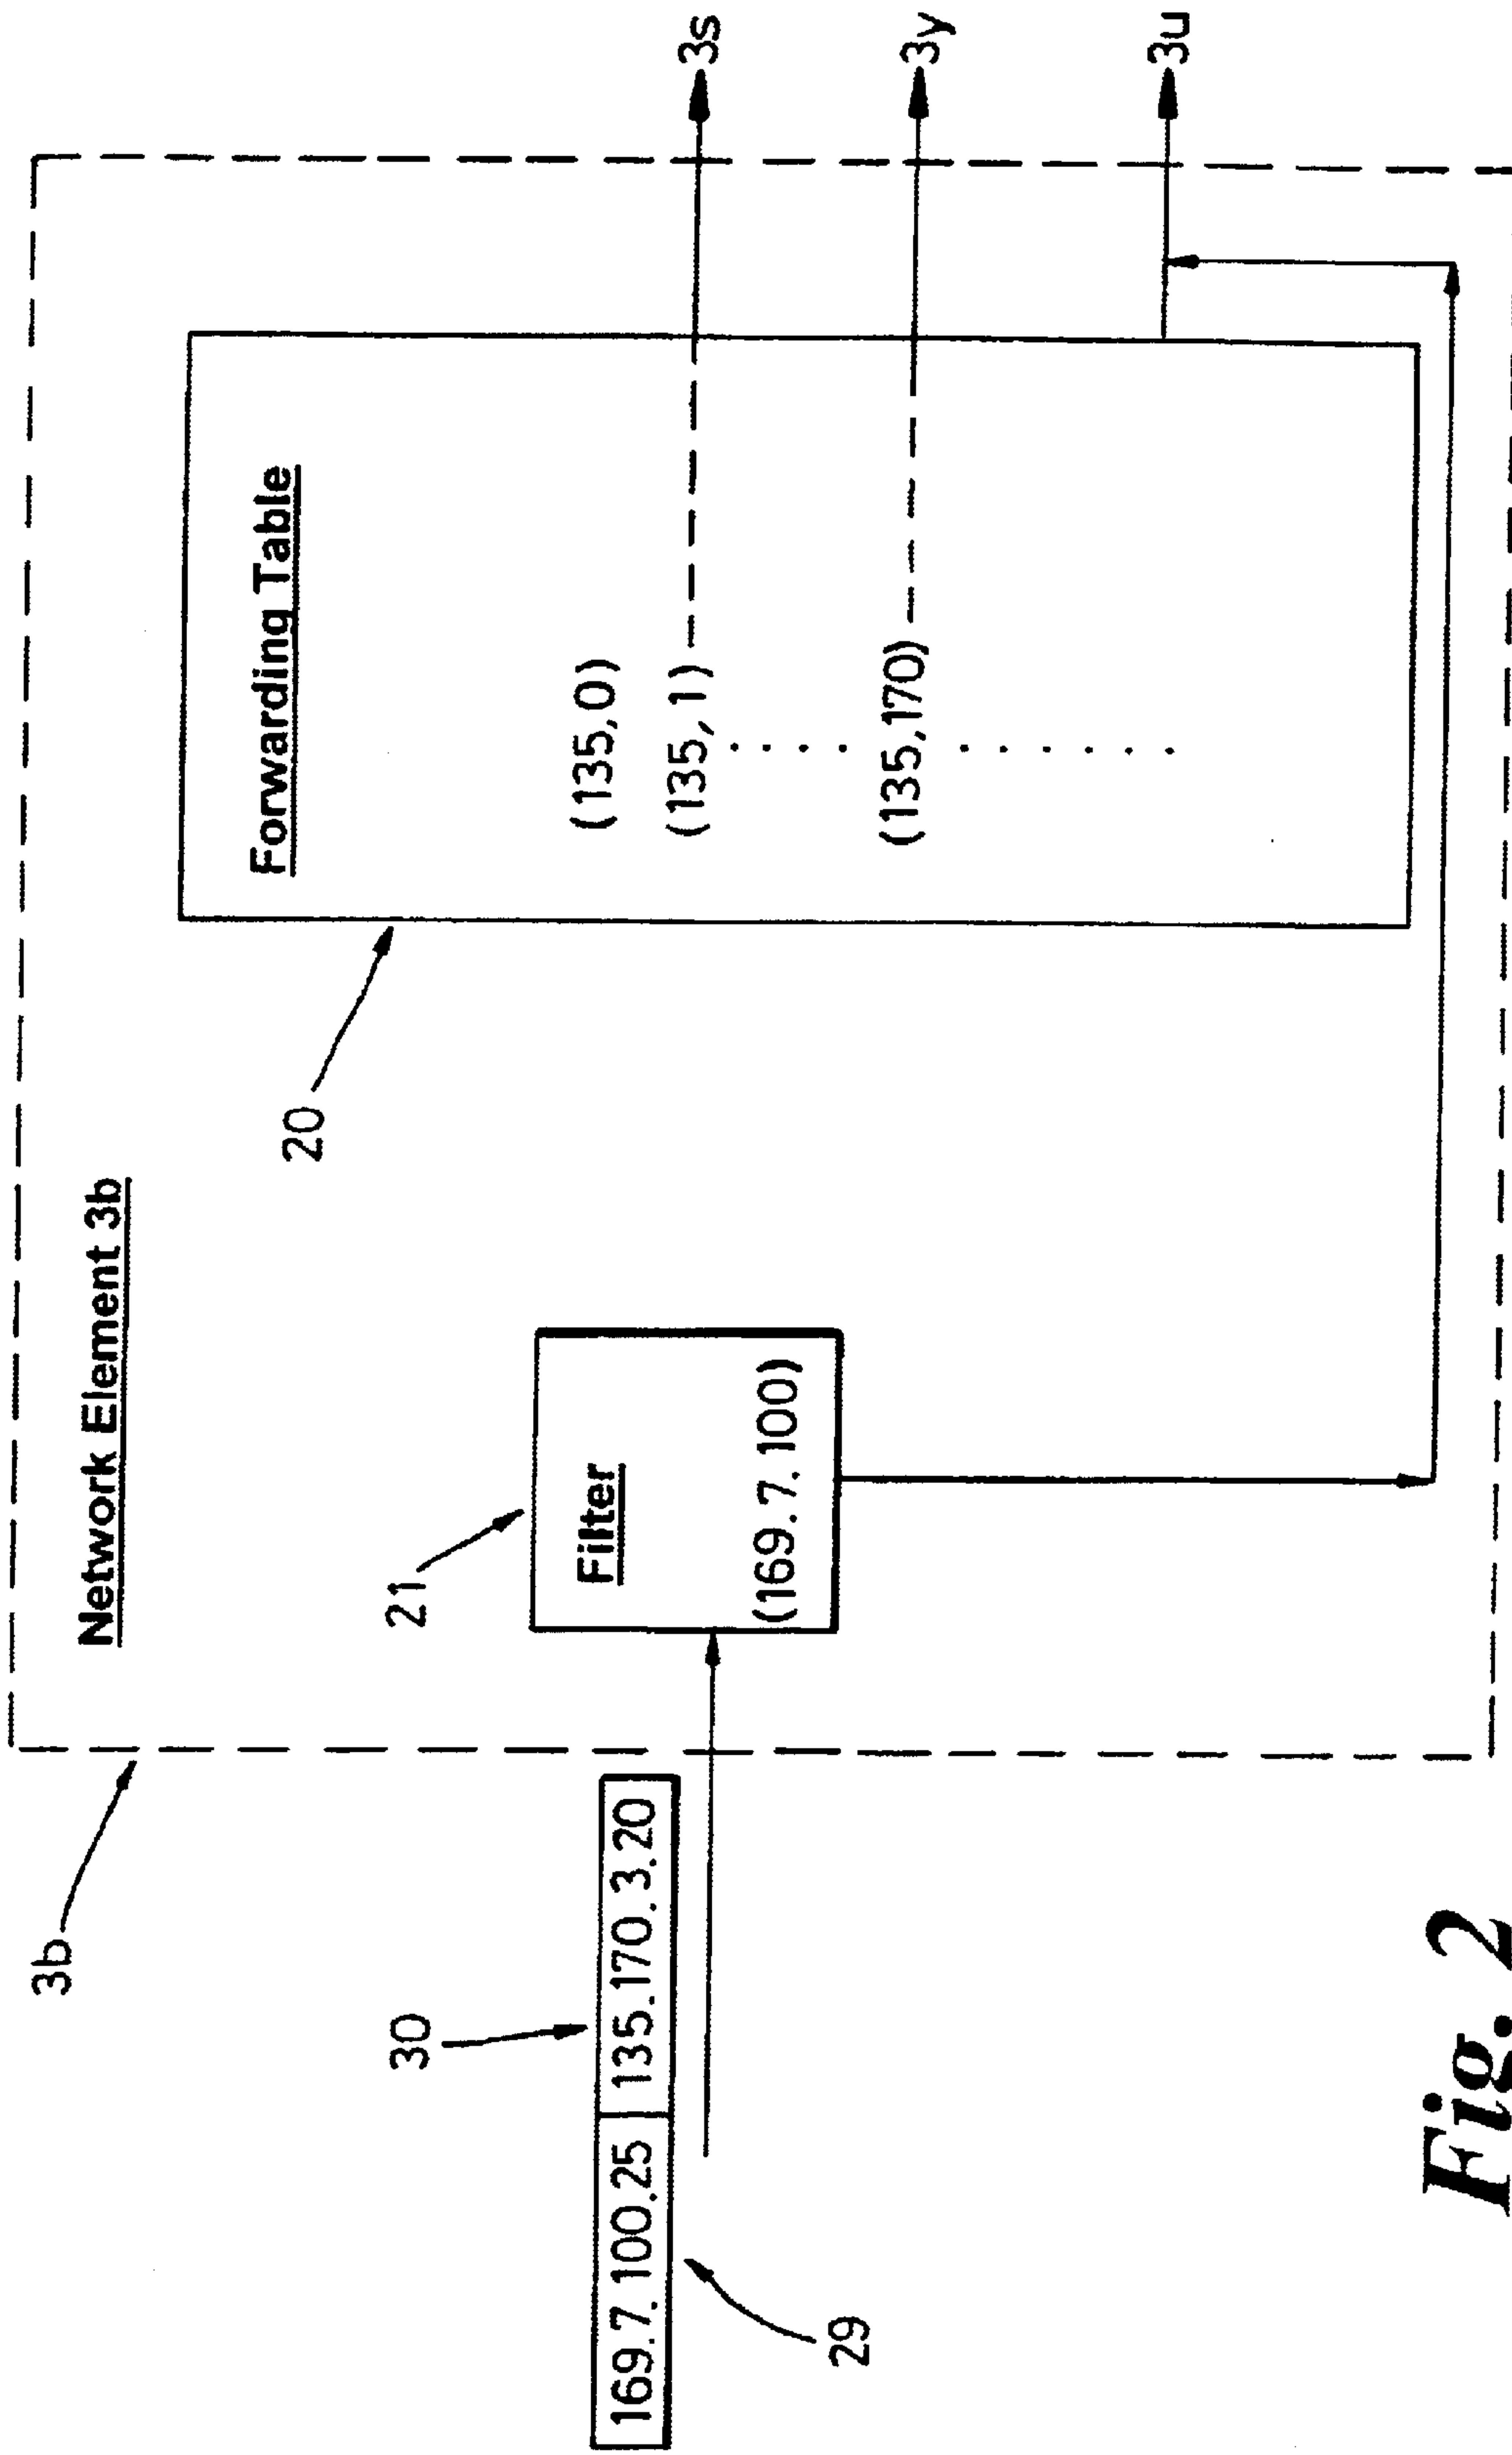 3b
Network Element 3b
20
Forwarding Table
21
30
Filter
(135,0)
169.7.100.25 135.170.3.20
(135,1)
3s
(169.7.100)
29
(135,170)
3y
3u
Fig. 2